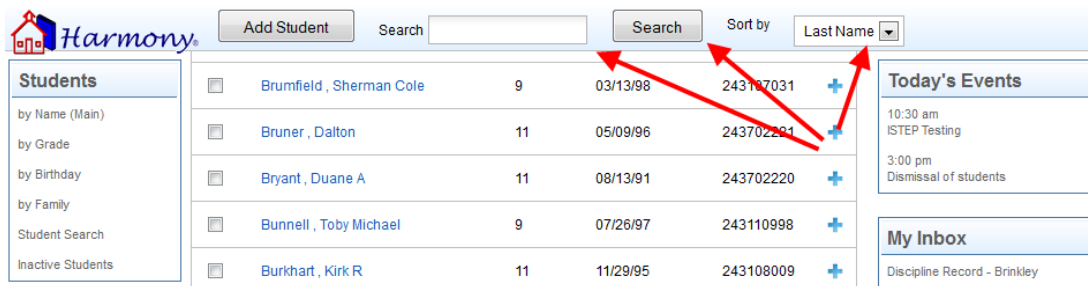 Harmony.
Add Student Search Search Sort by Last Name
Students
by Name (Main)
by Grade
by Birthday
by Family
Student Search
Inactive Students
Brumfield , Sherman Cole 9 03/13/98 243107031
Bruner , Dalton 11 05/09/96 243702221
Bryant , Duane A 11 08/13/91 243702220
Bunnell , Toby Michael 9 07/26/97 243110998
Burkhart , Kirk R 11 11/29/95 243108009
Today's Events
10:30 am
ISTEP Testing
3:00 pm
Dismissal of students
My Inbox
Discipline Record - Brinkley